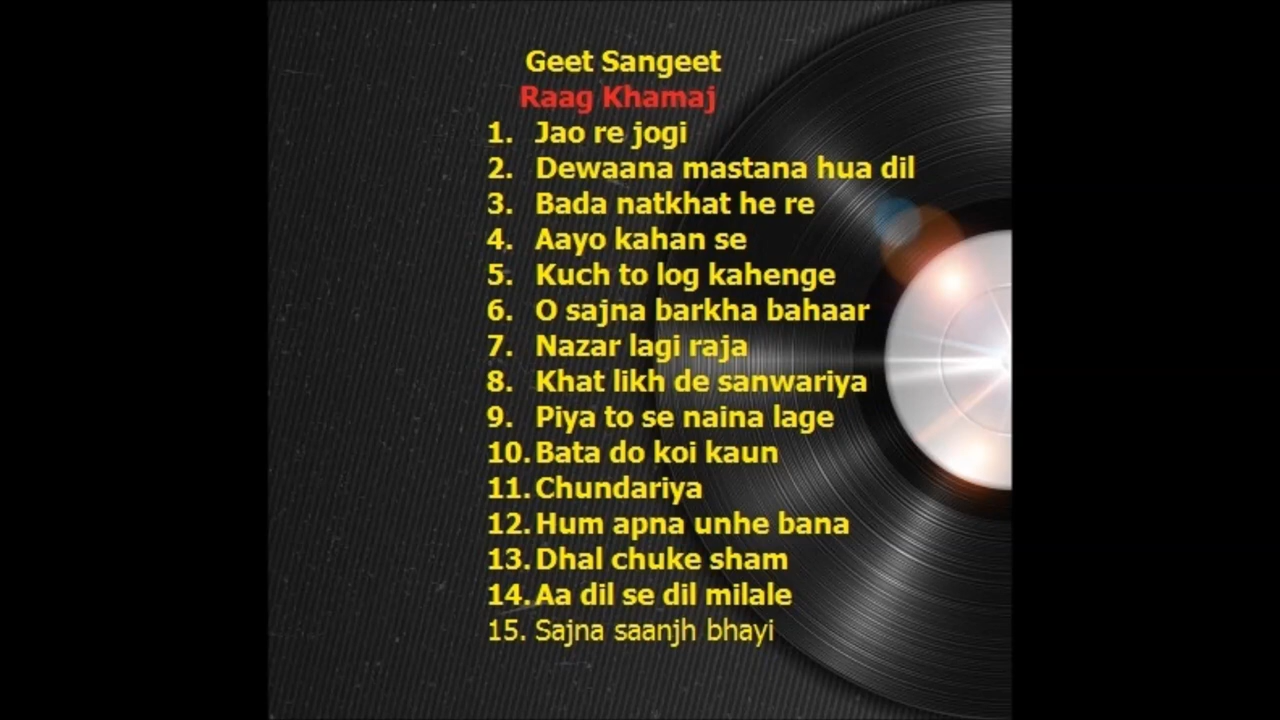 Geet Sangeet
Raag Khamaj
1. Jao re jogi
2. Dewaana mastana hua dil
3. Bada natkhat he re
4. Aayo kahan se
5. Kuch to log kahenge
6. O sajna barkha bahaar
7. Nazar lagi raja
8. Khat likh de sanwariya
9. Piya to se naina lage
10. Bata do koi kaun
11. Chundariya
12. Hum apna unhe bana
13. Dhal chuke sham
14. Aa dil se dil milale
15. Sajna saanjh bhayi